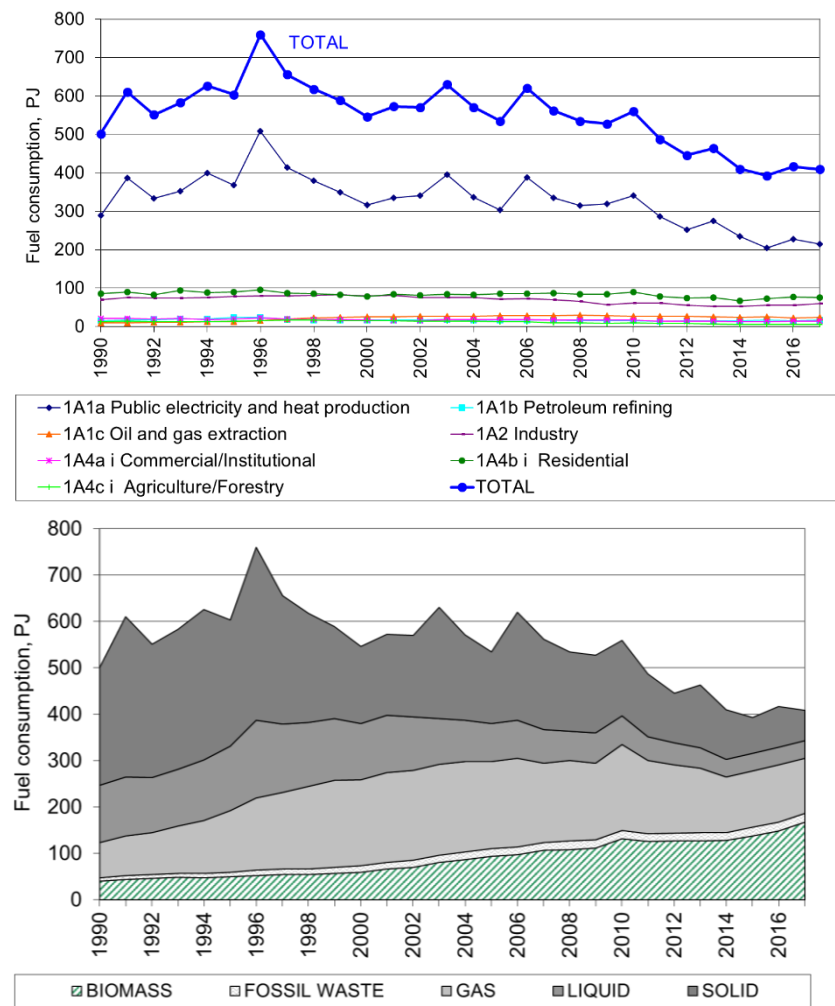 800
700
600
500
400
300
200
100
0
Fuel consumption, PJ
TOTAL
1990 1992 1994 1996 1998 2000 2002 2004 2006 2008 2010 2012 2014 2016
1A1a Public electricity and heat production 1A1b Petroleum refining
1A1c Oil and gas extraction 1A2 Industry
1A4a i Commercial/Institutional 1A4b i Residential
1A4c i Agriculture/Forestry TOTAL
800
700
600
500
400
300
200
100
0
Fuel consumption, PJ
1990 1992 1994 1996 1998 2000 2002 2004 2006 2008 2010 2012 2014 2016
BIOMASS FOSSIL WASTE GAS LIQUID SOLID